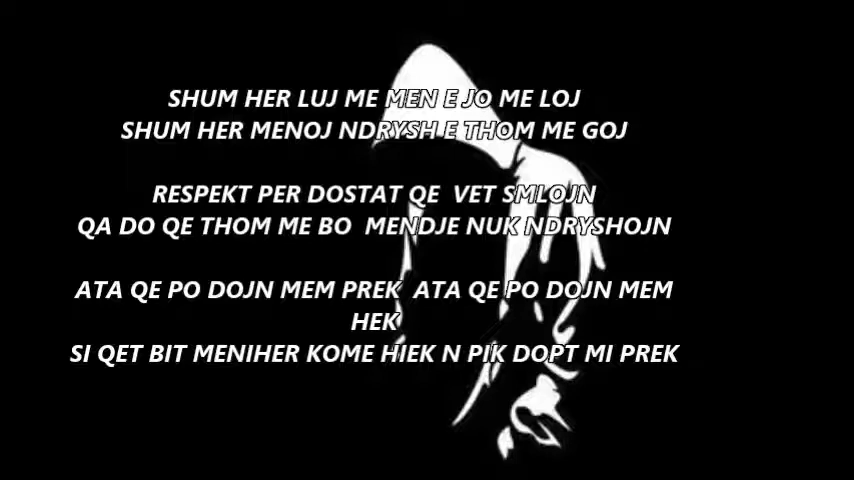 SHUM HER LUJ ME MEN E JO ME LOJ
SHUM HER MENOJ NDRYSH E THOM ME GOJ
RESPEKT PER DOSTAT QE VET SMLOJN
QA DO QE THOM ME BO MENDJE NUK NDRYSHOJN
ATA QE PO DOJN MEM PREK ATA QE PO DOJN MEM
HEK
SI QET BIT MENIHER KOME HIEK N PIK DOPT MI PREK